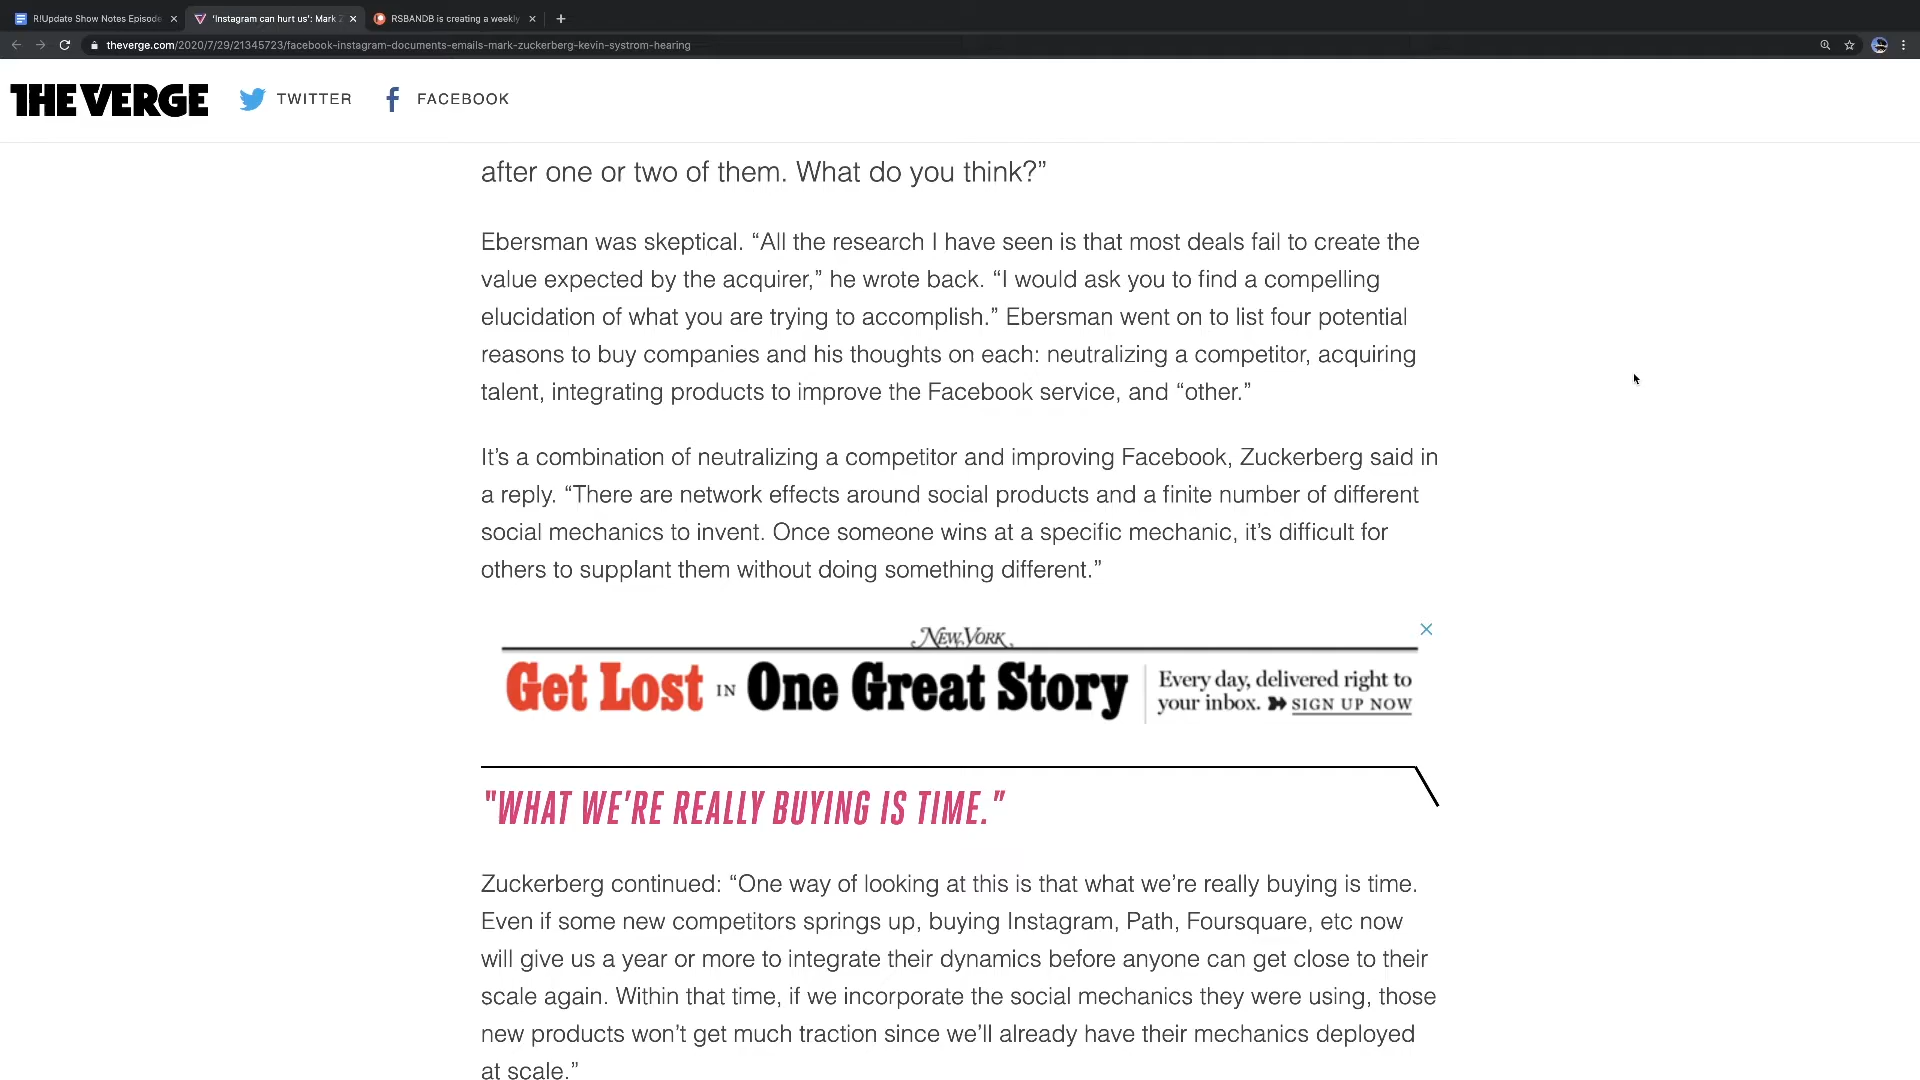 R!Update Show Notes Episode
'Instagram can hurt us': Mark Z
RSBANDB is creating a weekly
theverge.com/2020/7/29/21345723/facebook-instagram-documents-emails-mark-zuckerberg-kevin-systrom-hearing
THE VERGE TWITTER FACEBOOK
after one or two of them. What do you think?”
Ebersman was skeptical. “All the research I have seen is that most deals fail to create the
value expected by the acquirer,” he wrote back. “I would ask you to find a compelling
elucidation of what you are trying to accomplish.” Ebersman went on to list four potential
reasons to buy companies and his thoughts on each: neutralizing a competitor, acquiring
talent, integrating products to improve the Facebook service, and “other.”
It’s a combination of neutralizing a competitor and improving Facebook, Zuckerberg said in
a reply. “There are network effects around social products and a finite number of different
social mechanics to invent. Once someone wins at a specific mechanic, it’s difficult for
others to supplant them without doing something different.”
NEW YORK
Get Lost IN One Great Story
Every day, delivered right to
your inbox. SIGN UP NOW
"WHAT WE’RE REALLY BUYING IS TIME."
Zuckerberg continued: “One way of looking at this is that what we’re really buying is time.
Even if some new competitors springs up, buying Instagram, Path, Foursquare, etc now
will give us a year or more to integrate their dynamics before anyone can get close to their
scale again. Within that time, if we incorporate the social mechanics they were using, those
new products won’t get much traction since we’ll already have their mechanics deployed
at scale.”